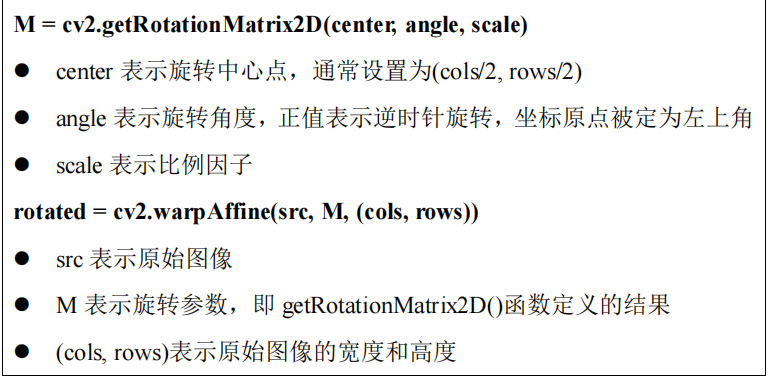 M = cv2.getRotationMatrix2D(center, angle, scale)
● center 表示旋转中心点，通常设置为(cols/2, rows/2)
● angle 表示旋转角度，正值表示逆时针旋转，坐标原点被定为左上角
● scale 表示比例因子
rotated = cv2.warpAffine(src, M, (cols, rows))
● src 表示原始图像
● M 表示旋转参数，即 getRotationMatrix2D()函数定义的结果
● (cols, rows)表示原始图像的宽度和高度